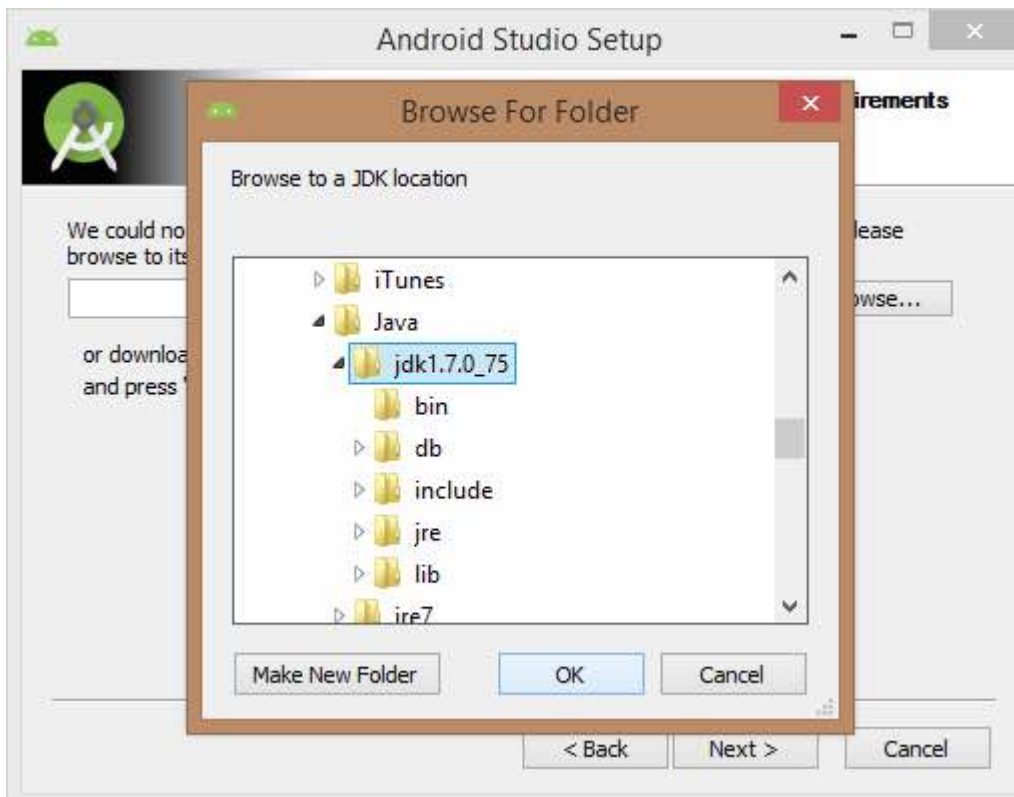 Android Studio Setup
irements
Browse For Folder
Browse to a JDK location
We could no
lease
browse to its
owse...
or downloa
and press '
iTunes
Java
jdk1.7.0_75
bin
db
include
jre
lib
jre7
Make New Folder
OK
Cancel
< Back
Next >
Cancel